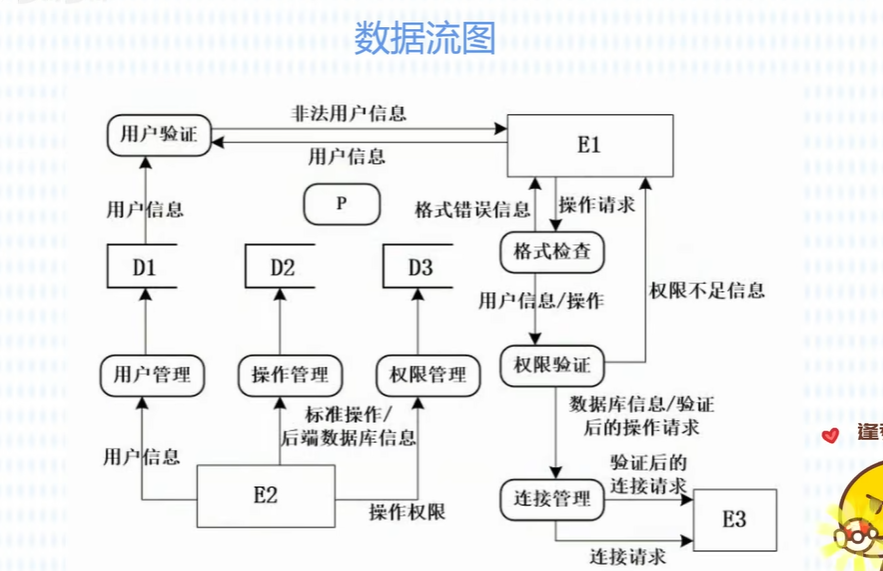 数据流图
非法用户信息
用户验证
E1
用户信息
P
用户信息
格式错误信息
操作请求
格式检查
D1
D2
D3
用户信息/操作
权限不足信息
用户管理
操作管理
权限管理
权限验证
标准操作/
后端数据库信息
数据库信息/验证
后的操作请求
用户信息
验证后的
连接请求
E2
连接管理
操作权限
E3
连接请求